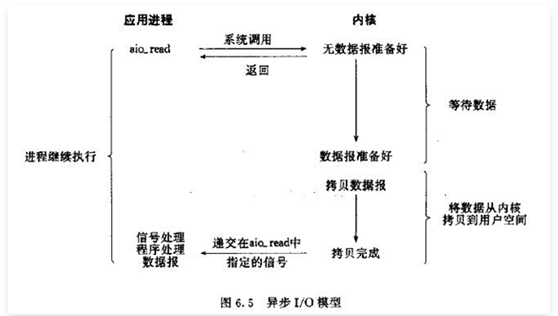 应用进程
内核
aio_read
系统调用
无数据报准备好
返回
等待数据
进程继续执行
数据报准备好
拷贝数据报
将数据从内核
拷贝到用户空间
信号处理
程序处理
数据报
递交在aio_read中
指定的信号
拷贝完成
图 6.5 异步 I/O 模型